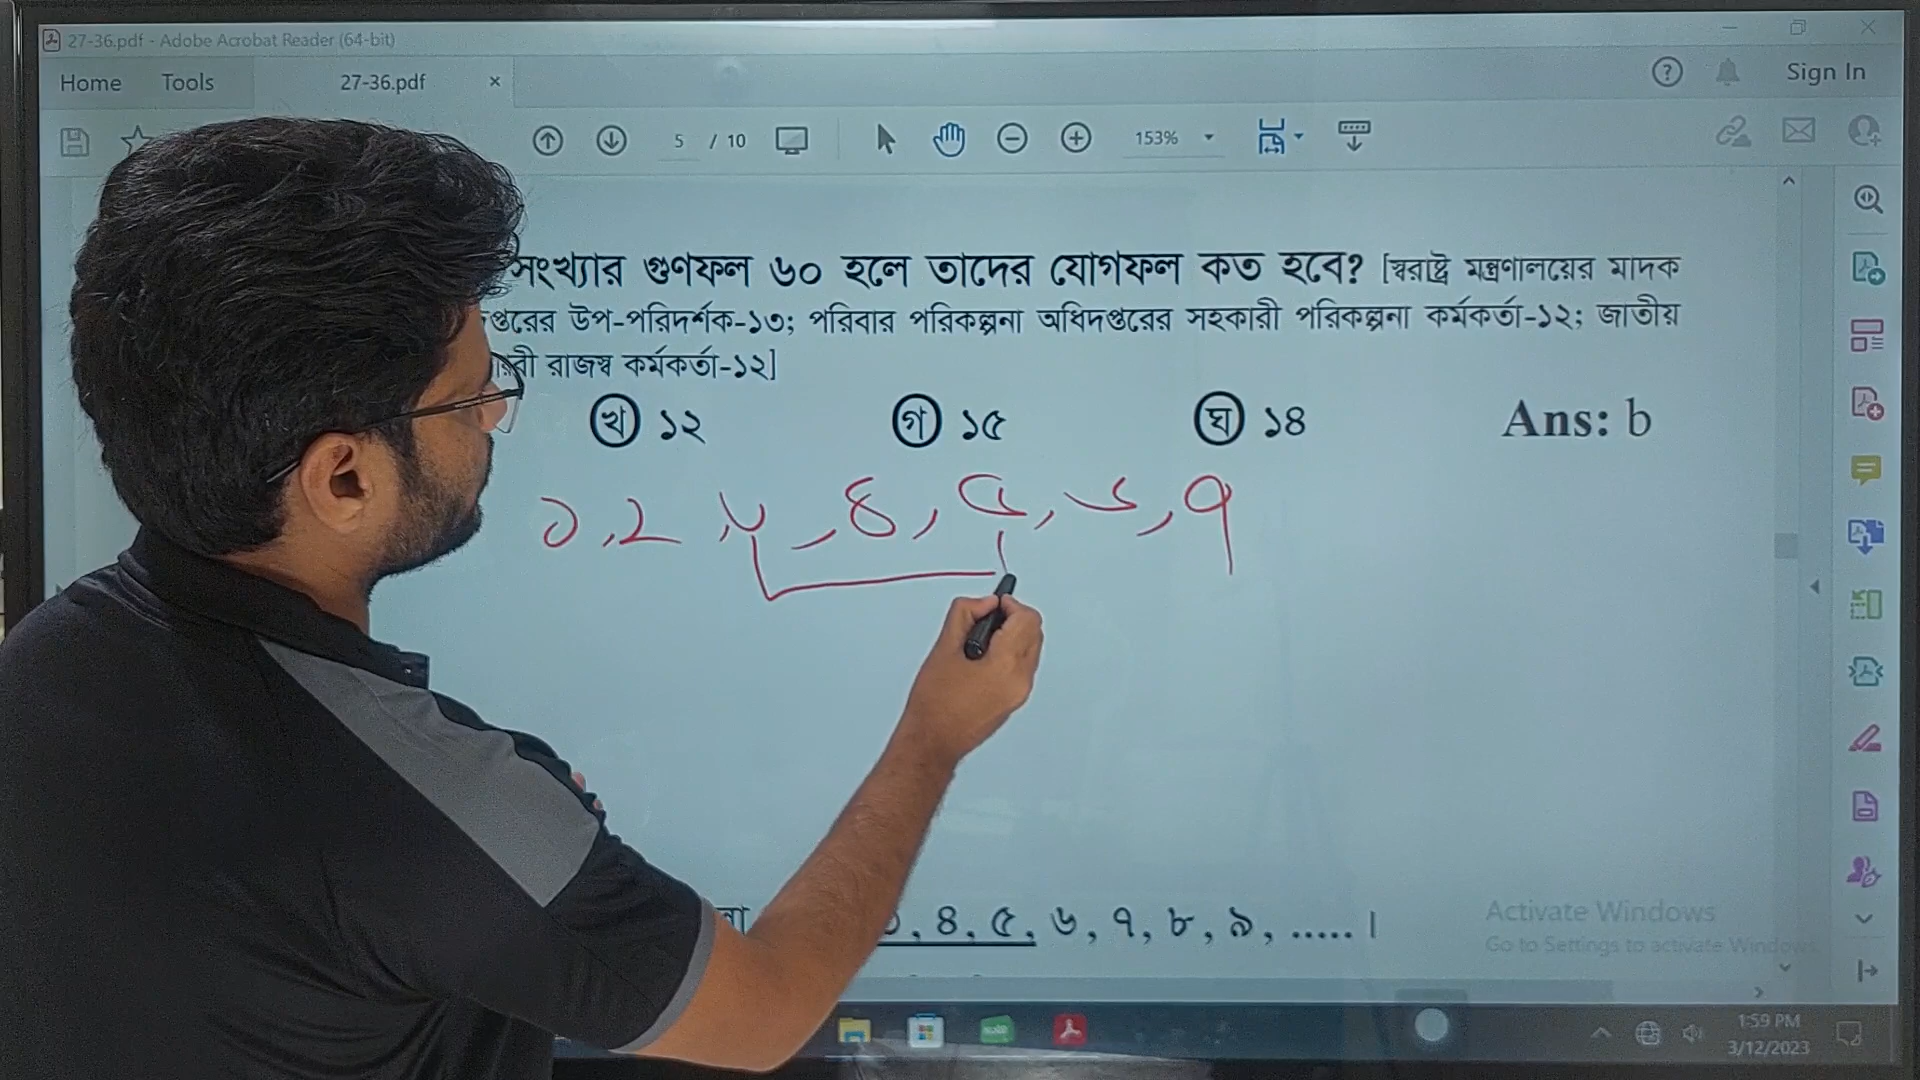 27-36.pdf - Adobe Acrobat Reader (64-bit)
Home Tools 27-36.pdf × Sign In
5 / 10 153%
সংখ্যার গুণফল ৬০ হলে তাদের যোগফল কত হবে? [স্বরাষ্ট্র মন্ত্রণালয়ের মাদক
উপ-পরিদর্শক-১৩; পরিবার পরিকল্পনা অধিদপ্তরের সহকারী পরিকল্পনা কর্মকর্তা-১২; জাতীয়
রাজস্ব কর্মকর্তা-১২]
খ ১২ গ ১৫ ঘ ১৪ Ans: b
১, ২, ৩, ৪, ৫, ৬, ৭
, ৪, ৫, ৬, ৭, ৮, ৯, ..... ।
Activate Windows
Go to Settings to activate Windows.
1:59 PM
3/12/2023